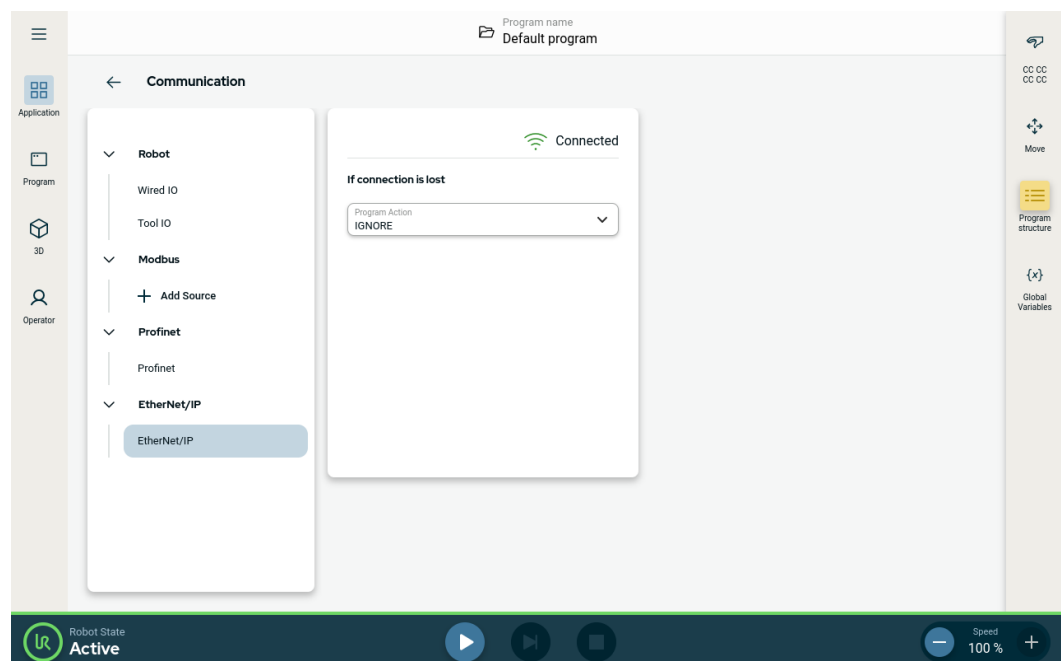 Program name
Default program
Communication
Application
Program
3D
Operator
Robot
Wired IO
Tool IO
Modbus
Add Source
Profinet
Profinet
EtherNet/IP
EtherNet/IP
Connected
If connection is lost
Program Action
IGNORE
CC CC
CC CC
Move
Program
structure
{x}
Global
Variables
UR
Robot State
Active
Speed
100 %